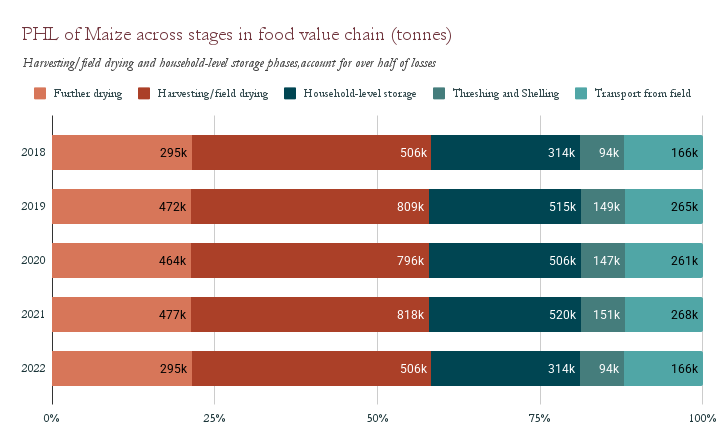 PHL of Maize across stages in food value chain (tonnes)
Harvesting/field drying and household-level storage phases,account for over half of losses
Further drying Harvesting/field drying Household-level storage Threshing and Shelling Transport from field
2018 295k 506k 314k 94k 166k
2019 472k 809k 515k 149k 265k
2020 464k 796k 506k 147k 261k
2021 477k 818k 520k 151k 268k
2022 295k 506k 314k 94k 166k
0% 25% 50% 75% 100%